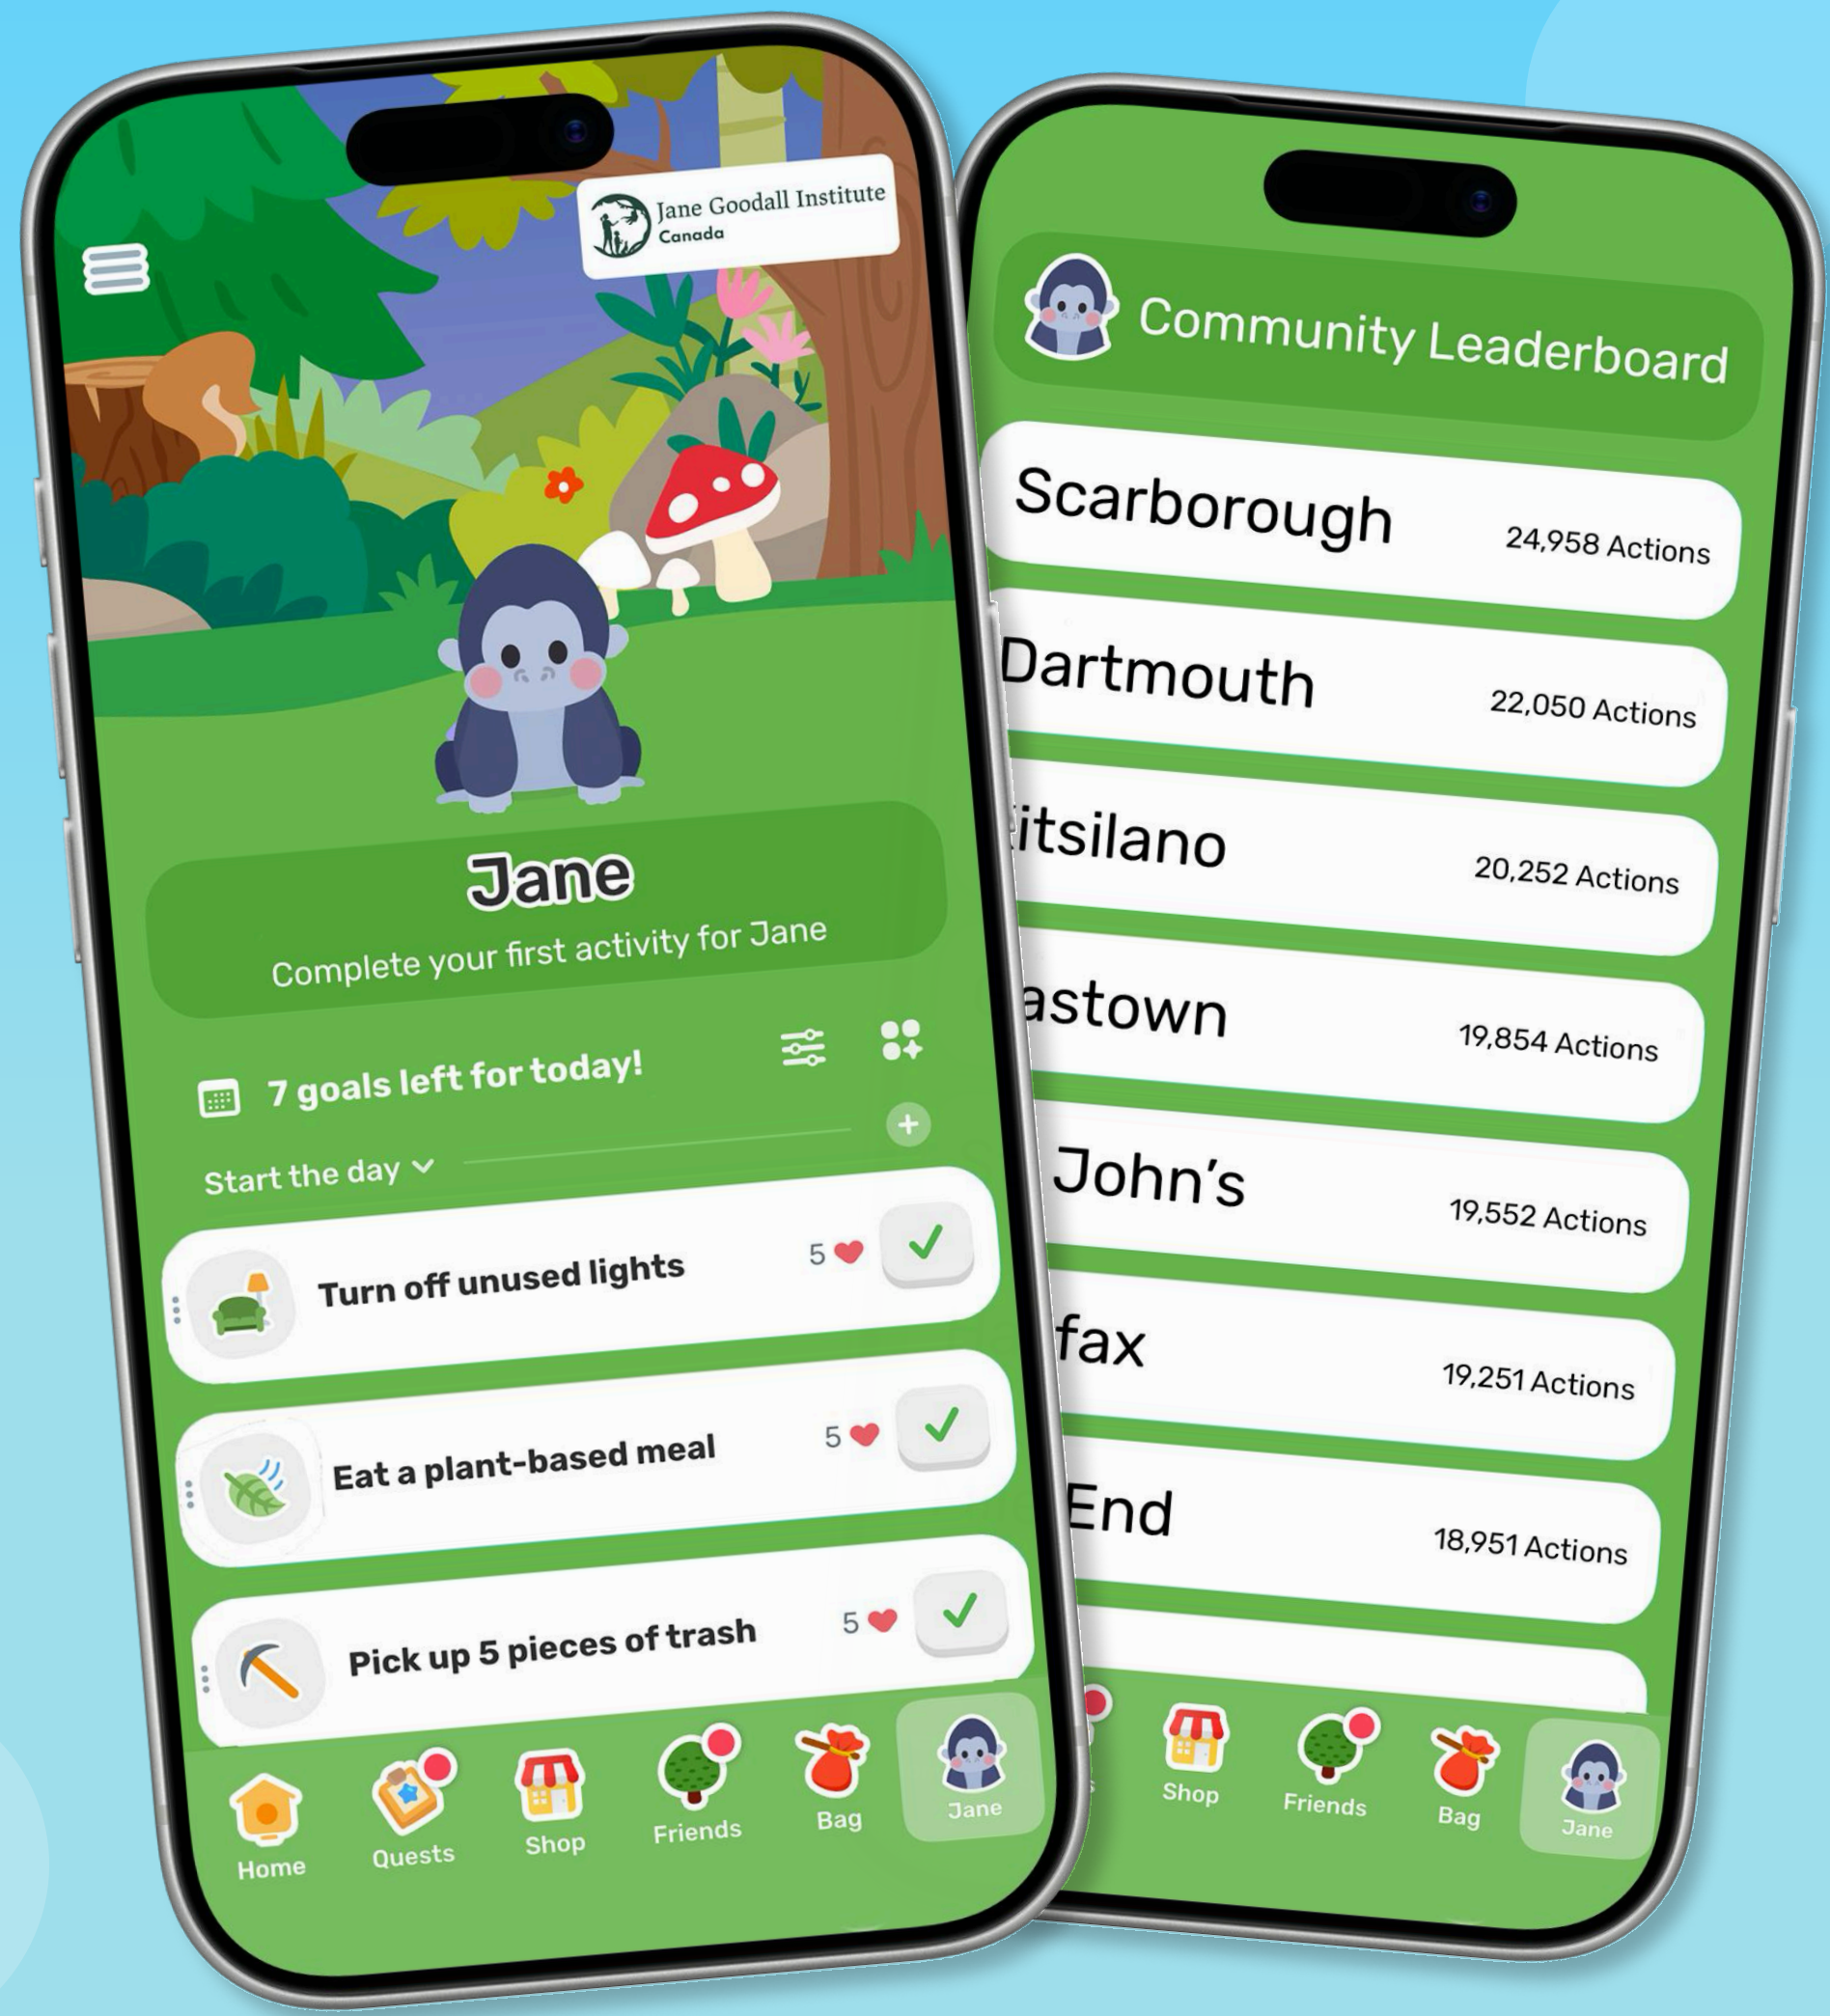 Jane Goodall Institute
Canada
Jane
Complete your first activity for Jane
7 goals left for today!
Start the day
Turn off unused lights
5
Eat a plant-based meal
5
Pick up 5 pieces of trash
5
Home
Quests
Shop
Friends
Bag
Jane
Community Leaderboard
Scarborough
24,958 Actions
Dartmouth
22,050 Actions
itsilano
20,252 Actions
astown
19,854 Actions
John's
19,552 Actions
fax
19,251 Actions
End
18,951 Actions
s
Shop
Friends
Bag
Jane